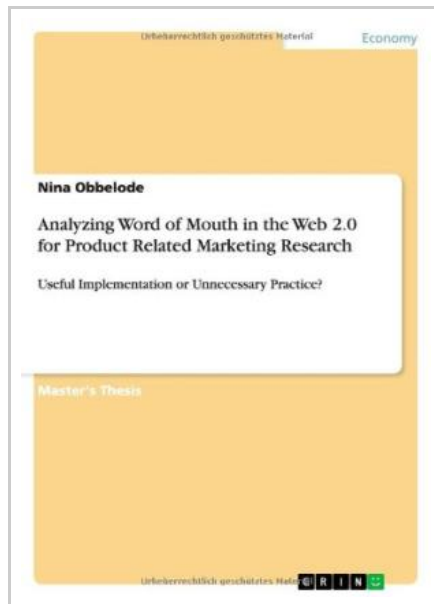 Urheberrechtlich geschütztes Material
Economy
Nina Obbelode
Analyzing Word of Mouth in the Web 2.0
for Product Related Marketing Research
Useful Implementation or Unnecessary Practice?
Master's Thesis
Urheberrechtlich geschütztes Material
GRIN